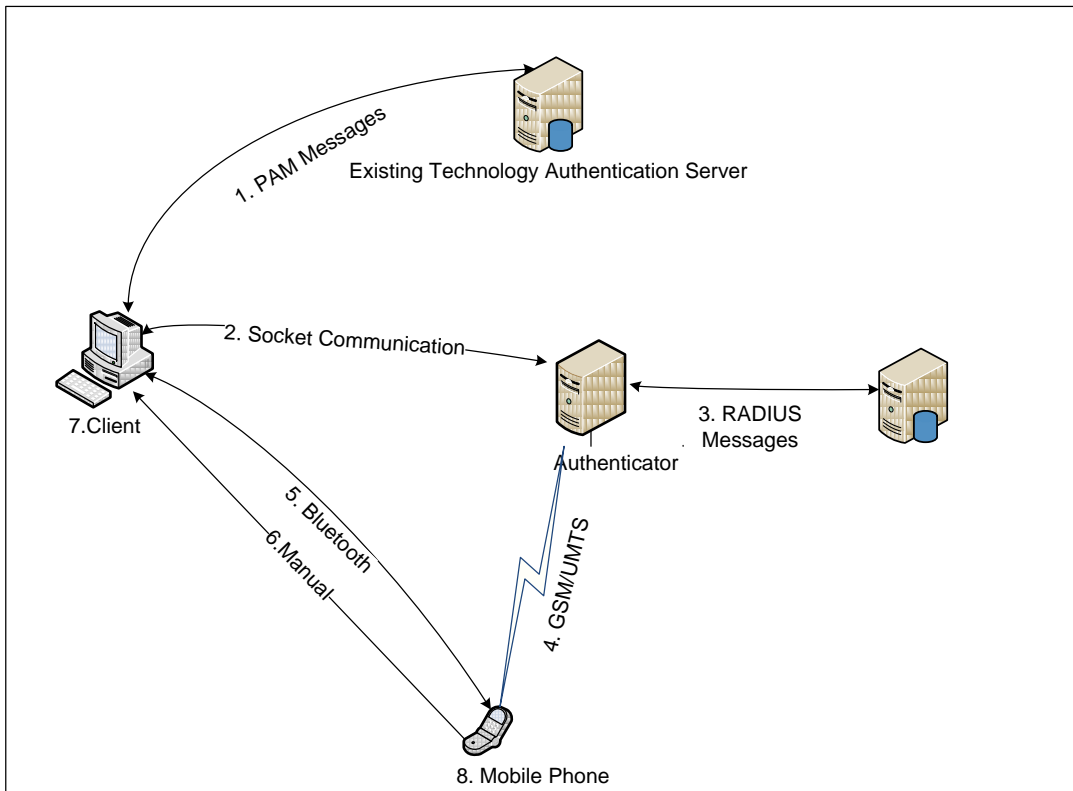 1. PAM Messages
Existing Technology Authentication Server
2. Socket Communication
7.Client
3. RADIUS
Messages
Authenticator
5. Bluetooth
6.Manual
4. GSM/UMTS
8. Mobile Phone